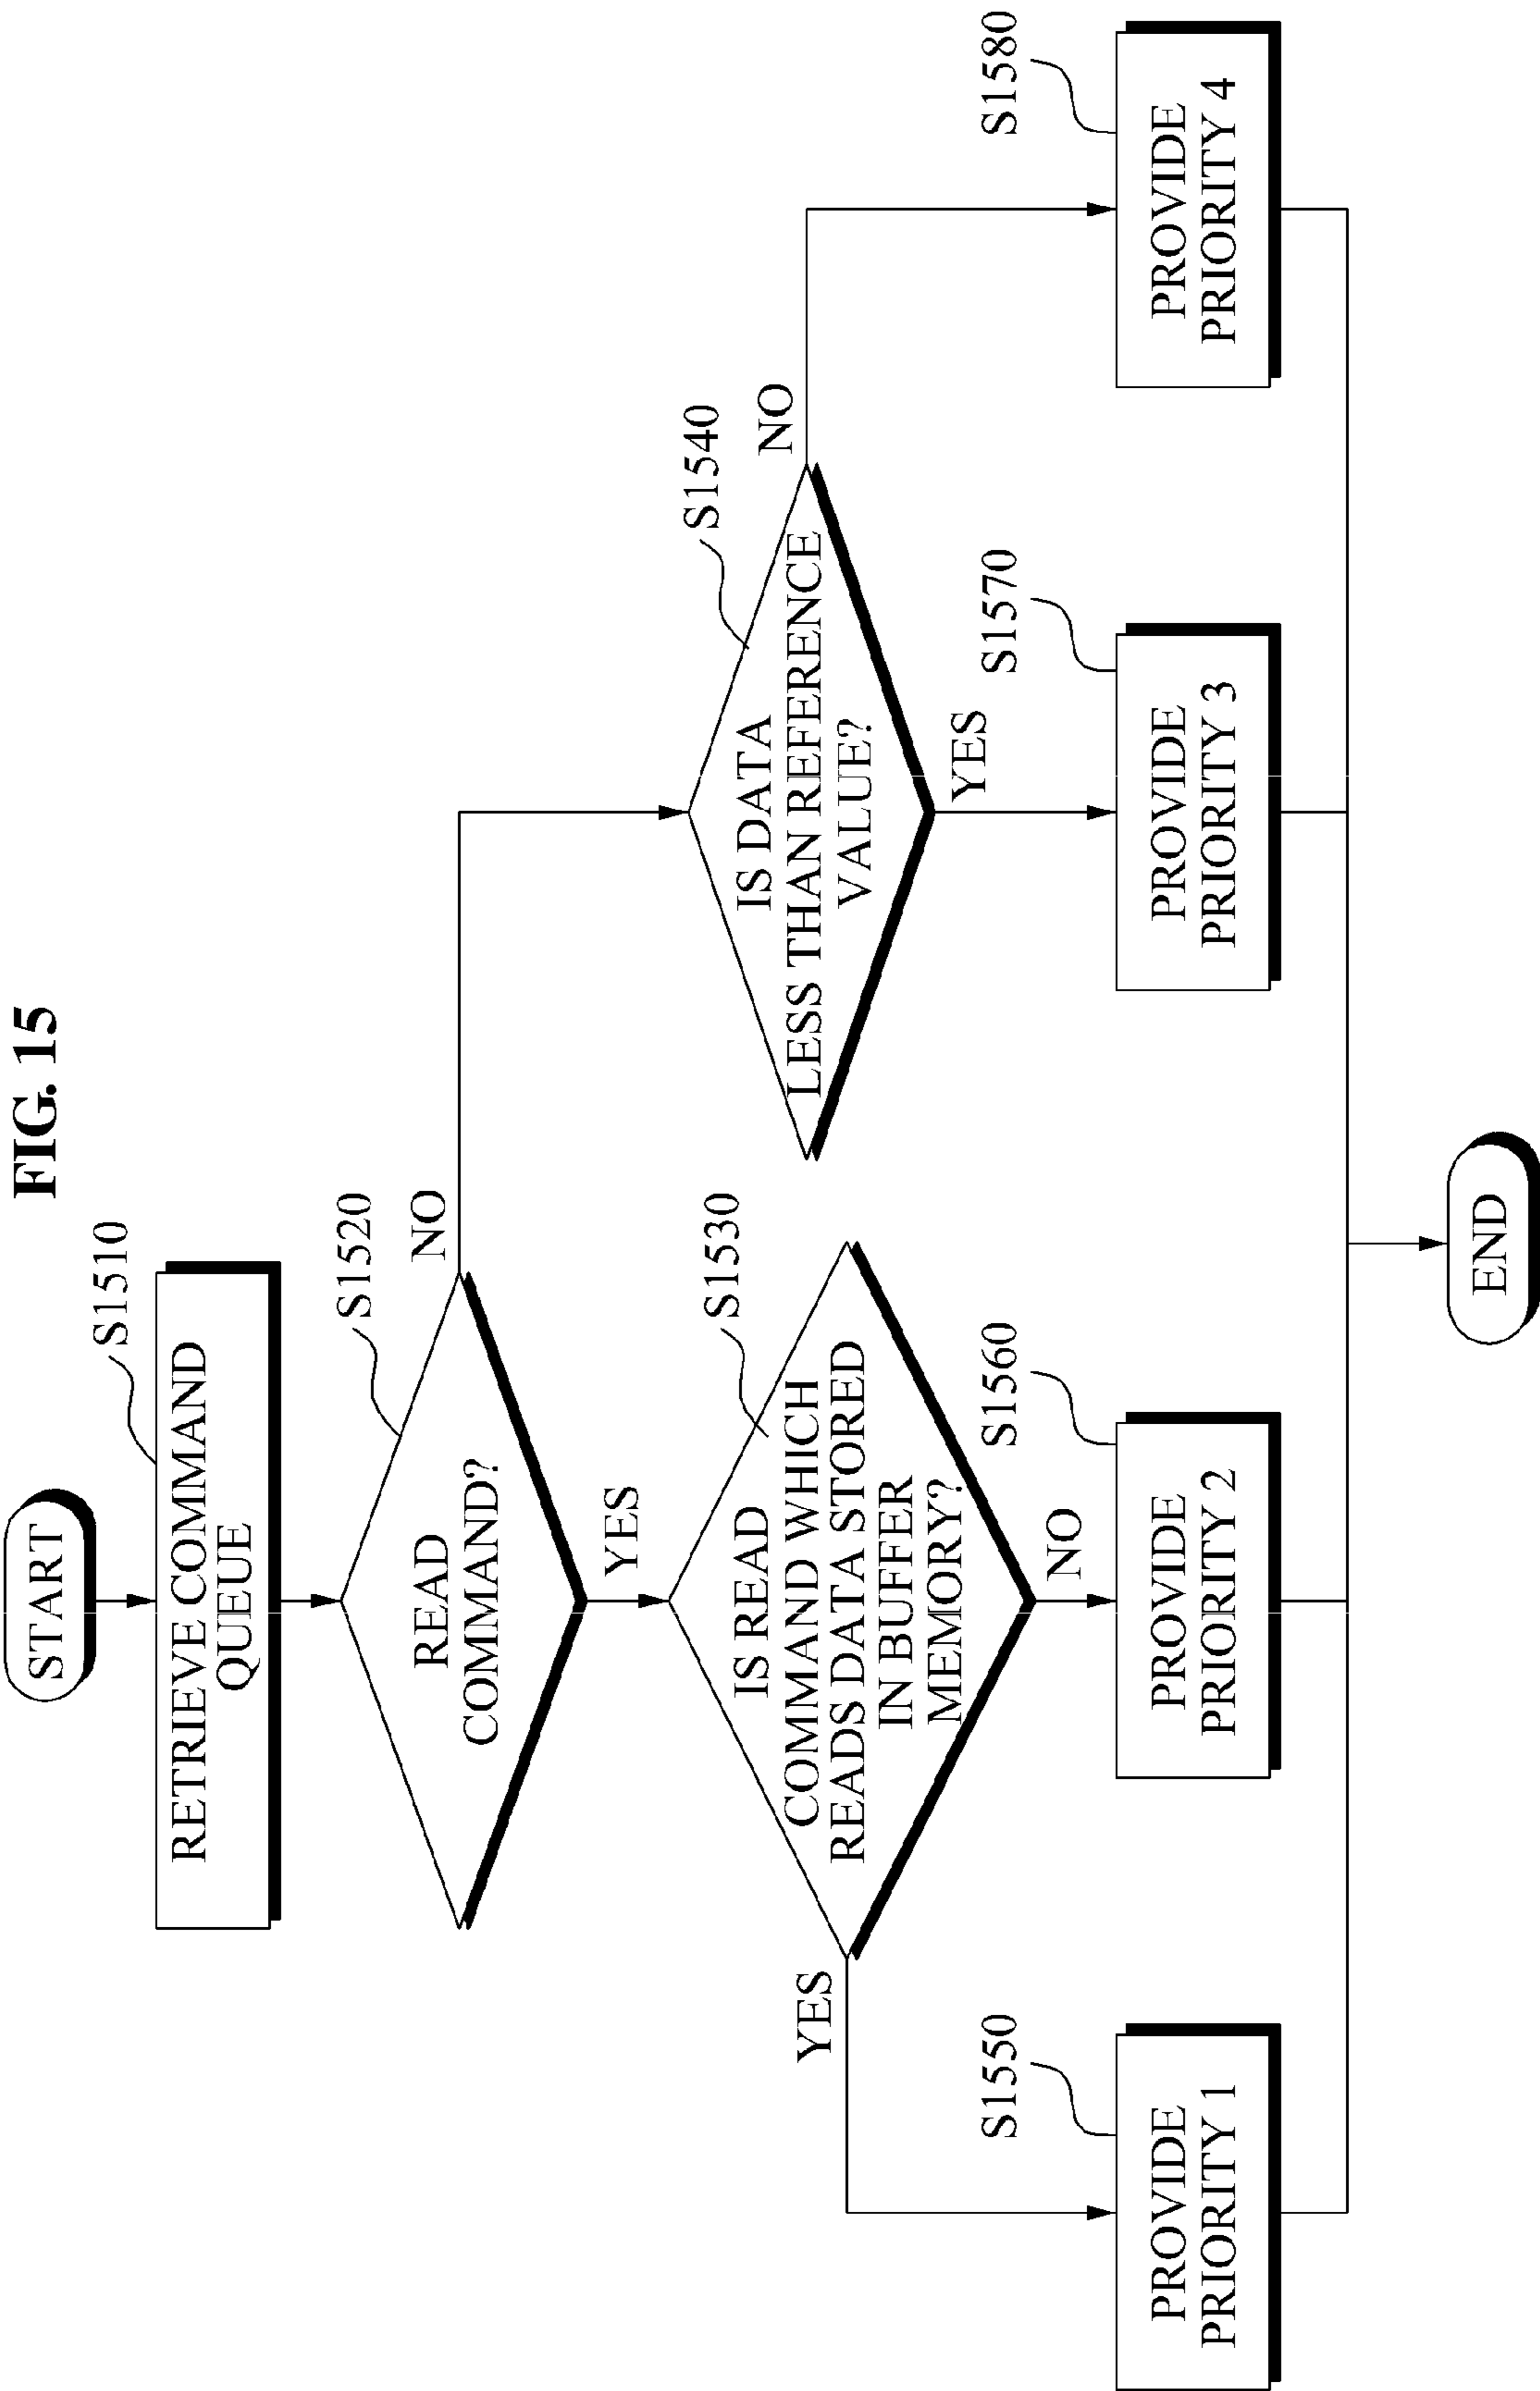 FIG. 15
START
S1510
RETRIEVE COMMAND
QUEUE
S1520
READ
COMMAND?
NO
YES
S1530
IS READ
COMMAND WHICH
READS DATA STORED
IN BUFFER
MEMORY?
YES
NO
S1540
IS DATA
LESS THAN REFERENCE
VALUE?
NO
YES
S1550
PROVIDE
PRIORITY 1
S1560
PROVIDE
PRIORITY 2
S1570
PROVIDE
PRIORITY 3
S1580
PROVIDE
PRIORITY 4
END